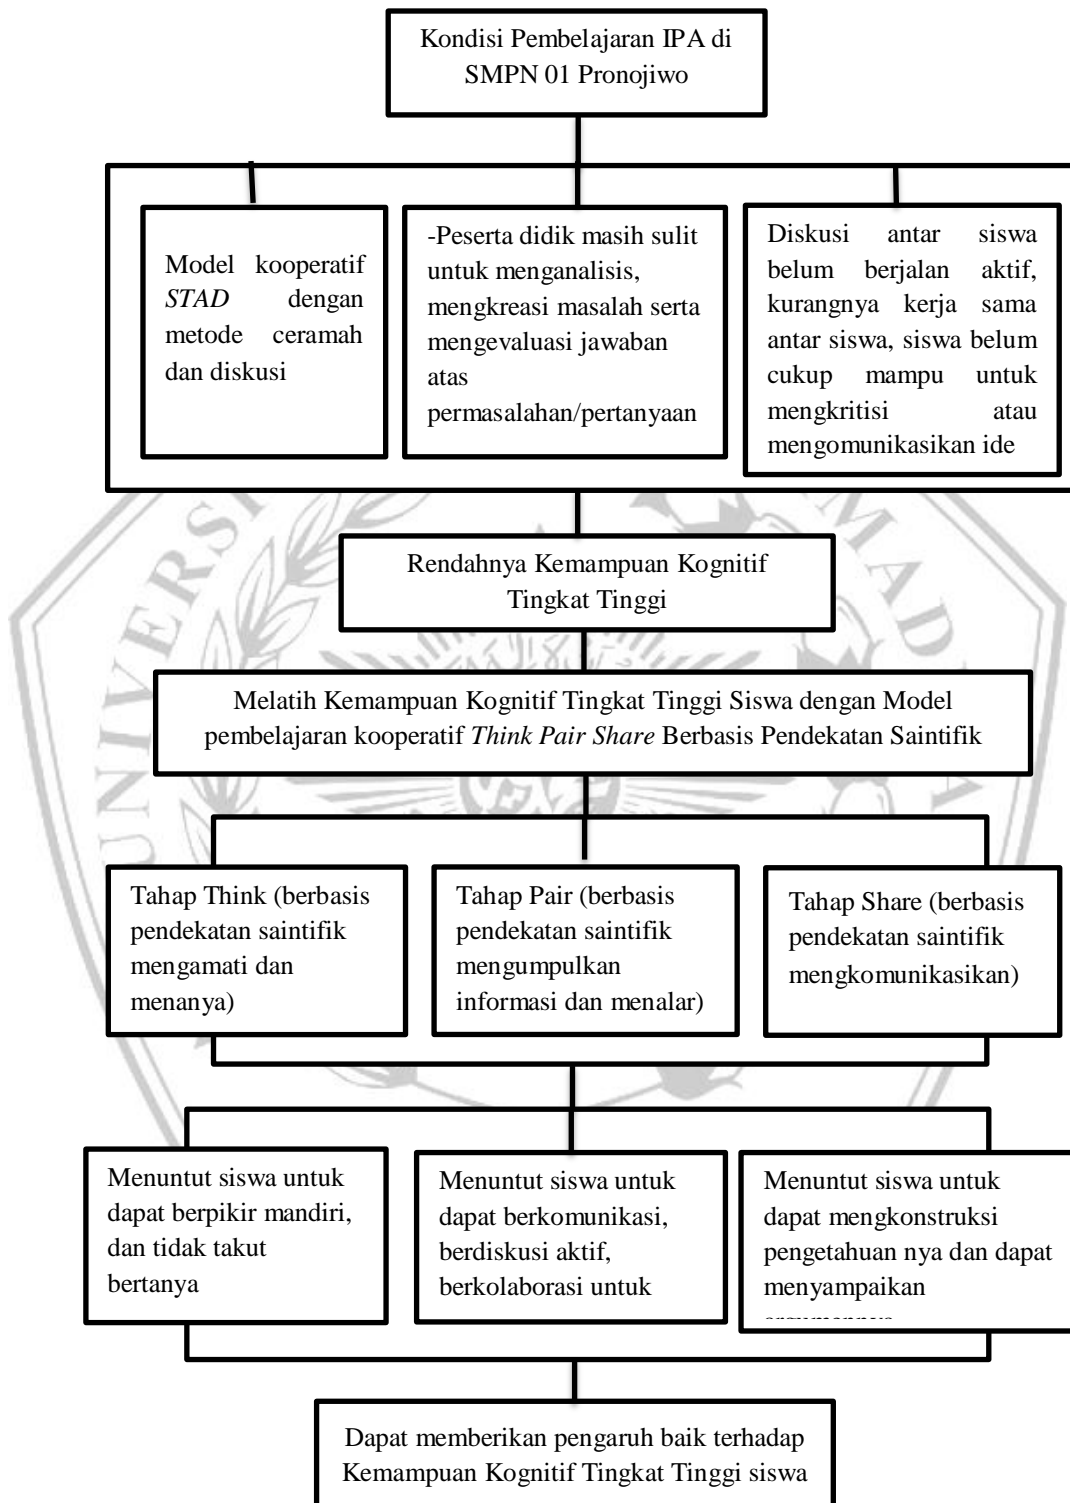 Kondisi Pembelajaran IPA di
SMPN 01 Pronojiwo
Model kooperatif
STAD dengan
metode ceramah
dan diskusi
-Peserta didik masih sulit
untuk menganalisis,
mengkreasi masalah serta
mengevaluasi jawaban
atas
permasalahan/pertanyaan
Diskusi antar siswa
belum berjalan aktif,
kurangnya kerja sama
antar siswa, siswa belum
cukup mampu untuk
mengkritisi atau
mengomunikasikan ide
Rendahnya Kemampuan Kognitif
Tingkat Tinggi
Melatih Kemampuan Kognitif Tingkat Tinggi Siswa dengan Model
pembelajaran kooperatif Think Pair Share Berbasis Pendekatan Saintifik
Tahap Think (berbasis
pendekatan saintifik
mengamati dan
menanya)
Tahap Pair (berbasis
pendekatan saintifik
mengumpulkan
informasi dan menalar)
Tahap Share (berbasis
pendekatan saintifik
mengkomunikasikan)
Menuntut siswa untuk
dapat berpikir mandiri,
dan tidak takut
bertanya
Menuntut siswa untuk
dapat berkomunikasi,
berdiskusi aktif,
berkolaborasi untuk
Menuntut siswa untuk
dapat mengkonstruksi
pengetahuan nya dan dapat
menyampaikan
Dapat memberikan pengaruh baik terhadap
Kemampuan Kognitif Tingkat Tinggi siswa